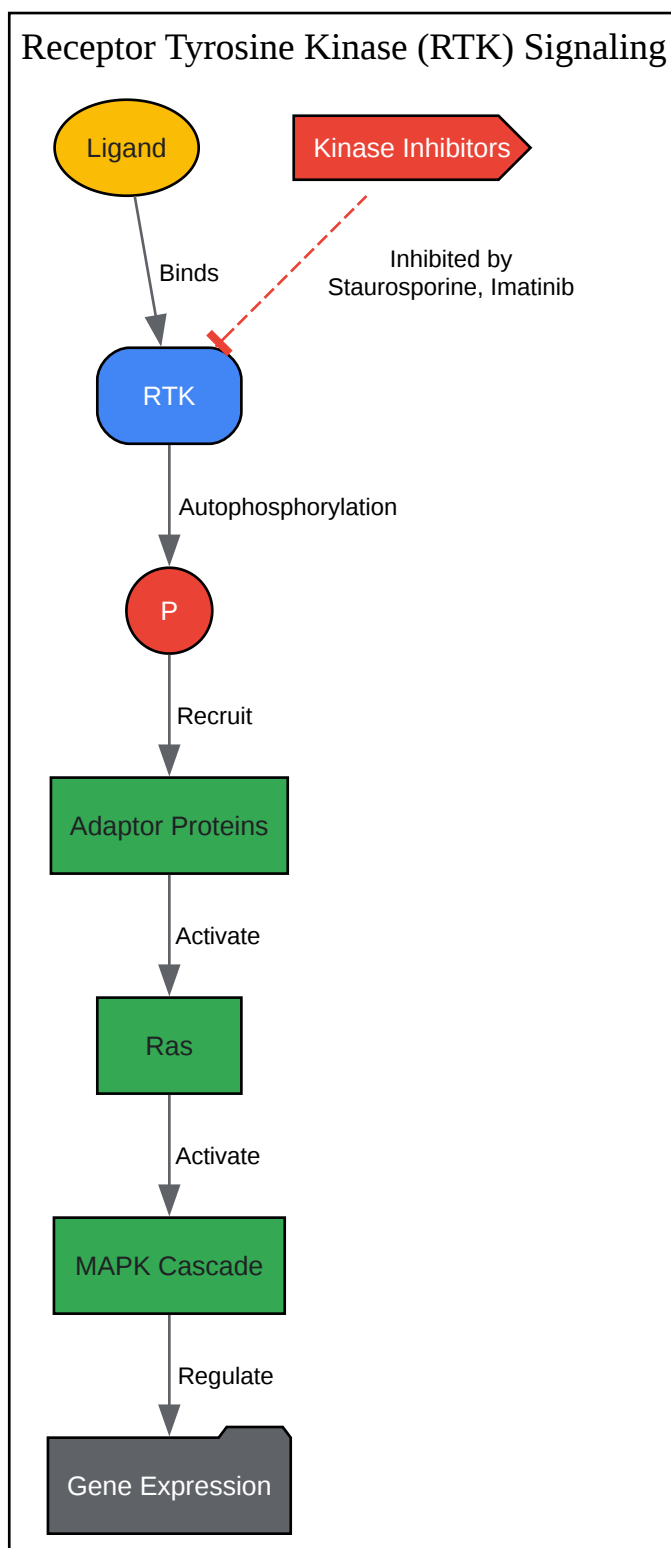 Receptor Tyrosine Kinase (RTK) Signaling
Ligand
Kinase Inhibitors
Binds
Inhibited by
Staurosporine, Imatinib
RTK
Autophosphorylation
P
Recruit
Adaptor Proteins
Activate
Ras
Activate
MAPK Cascade
Regulate
Gene Expression